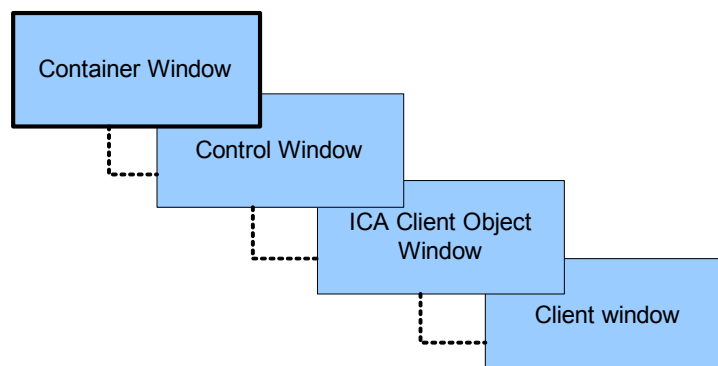 Container Window
Control Window
ICA Client Object
Window
Client window